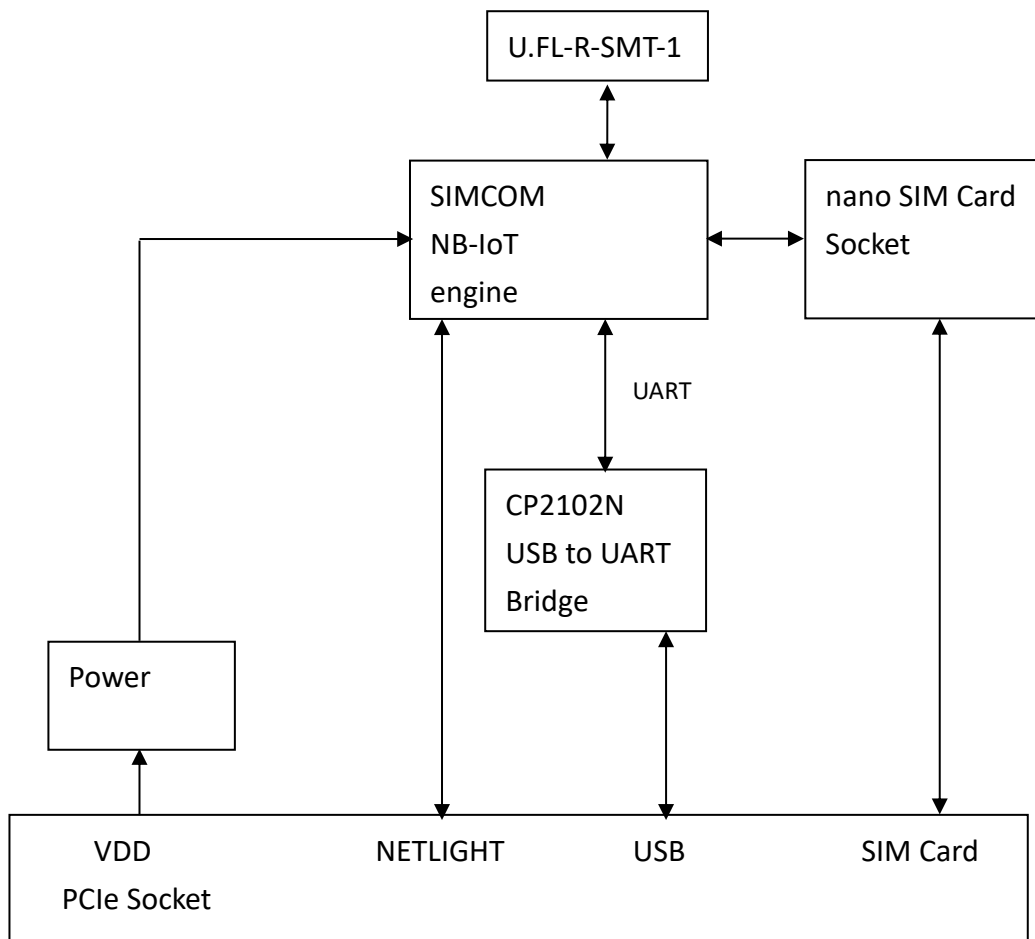 U.FL-R-SMT-1
SIMCOM
NB-IoT
engine
nano SIM Card
Socket
UART
CP2102N
USB to UART
Bridge
Power
VDD NETLIGHT USB SIM Card
PCIe Socket